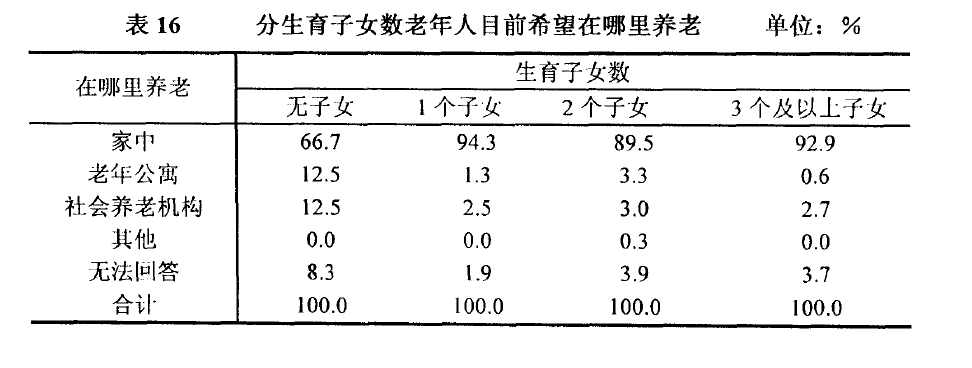 表 16 分生育子女数老年人目前希望在哪里养老 单位：%
在哪里养老 生育子女数
无子女 1 个子女 2 个子女 3 个及以上子女
家中 66.7 94.3 89.5 92.9
老年公寓 12.5 1.3 3.3 0.6
社会养老机构 12.5 2.5 3.0 2.7
其他 0.0 0.0 0.3 0.0
无法回答 8.3 1.9 3.9 3.7
合计 100.0 100.0 100.0 100.0